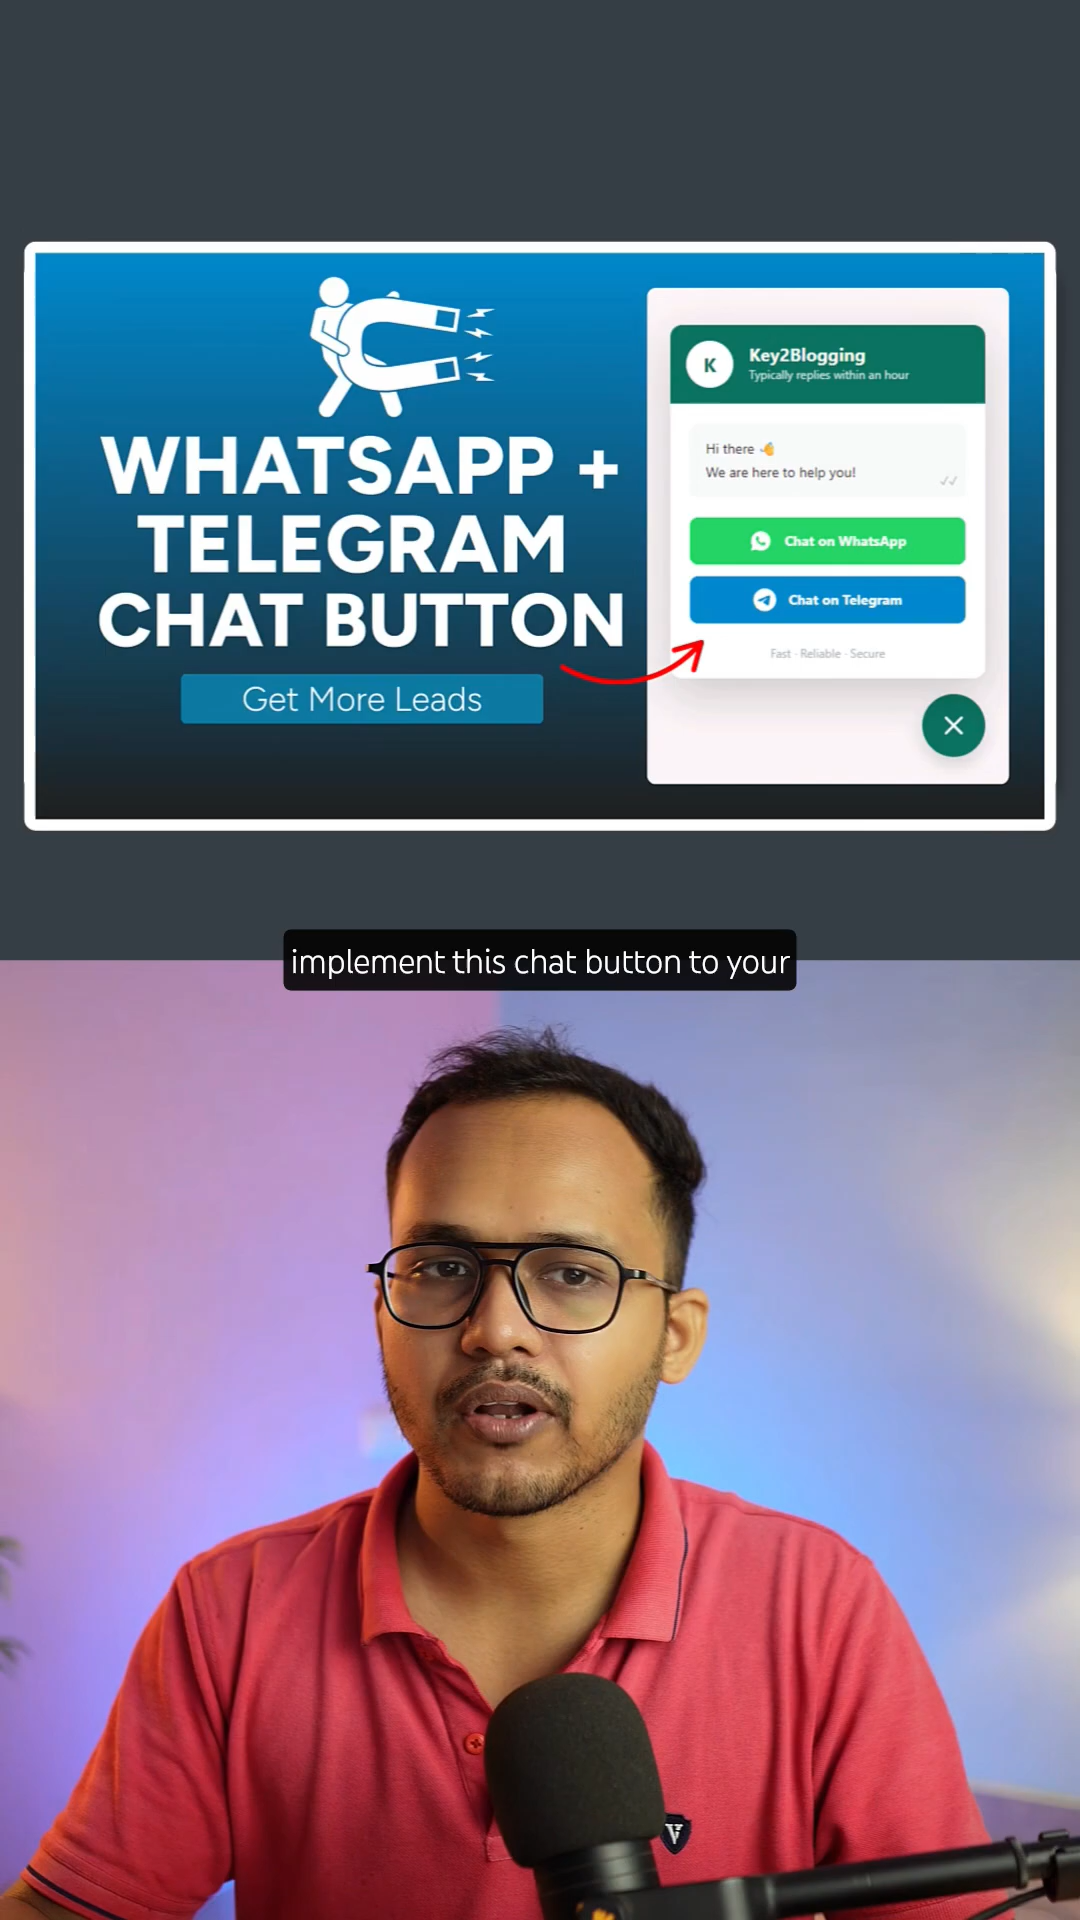 WHATSAPP +
TELEGRAM
CHAT BUTTON
Get More Leads
K
Key2Blogging
Typically replies within an hour
Hi there 👋
We are here to help you!
Chat on WhatsApp
Chat on Telegram
Fast · Reliable · Secure
implement this chat button to your
V